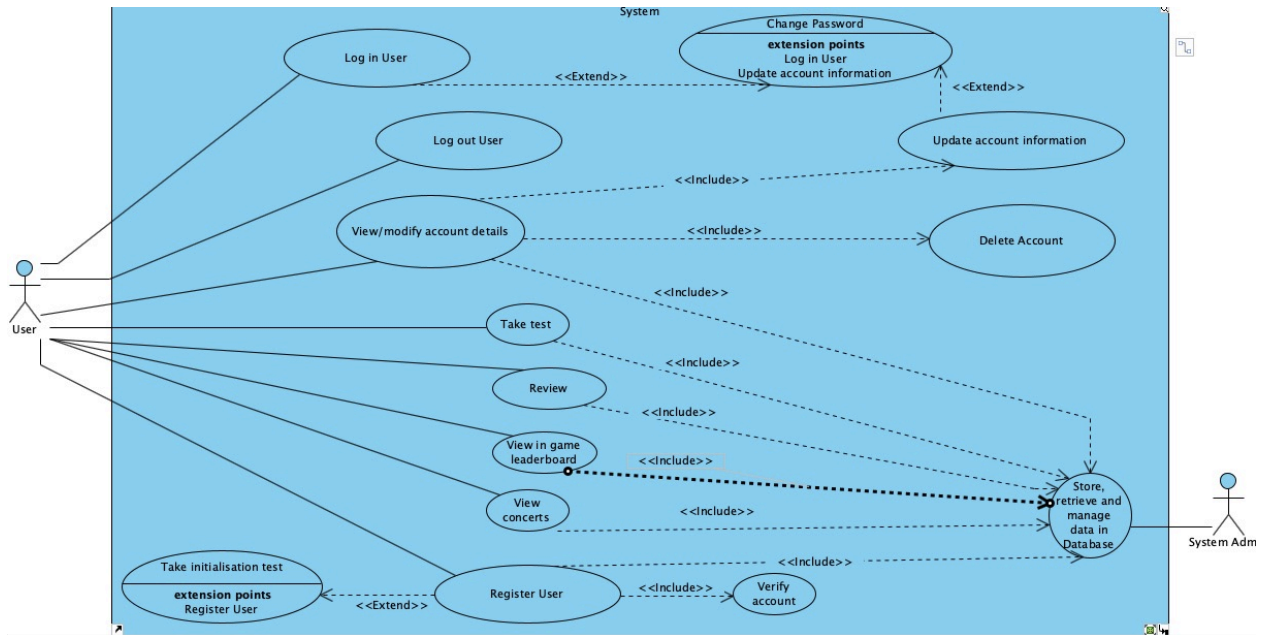 System
Change Password
extension points
Log in User
Update account information
Log in User
<<Extend>>
<<Extend>>
Log out User
Update account information
<<Include>>
View/modify account details
<<Include>>
Delete Account
<<Include>>
User
Take test
<<Include>>
Review
<<Include>>
View in game
leaderboard
<<Include>>
View
concerts
<<Include>>
Store,
retrieve and
manage
data in
Database
System Adm
Take initialisation test
extension points
Register User
<<Extend>>
Register User
<<Include>>
<<Include>>
Verify
account